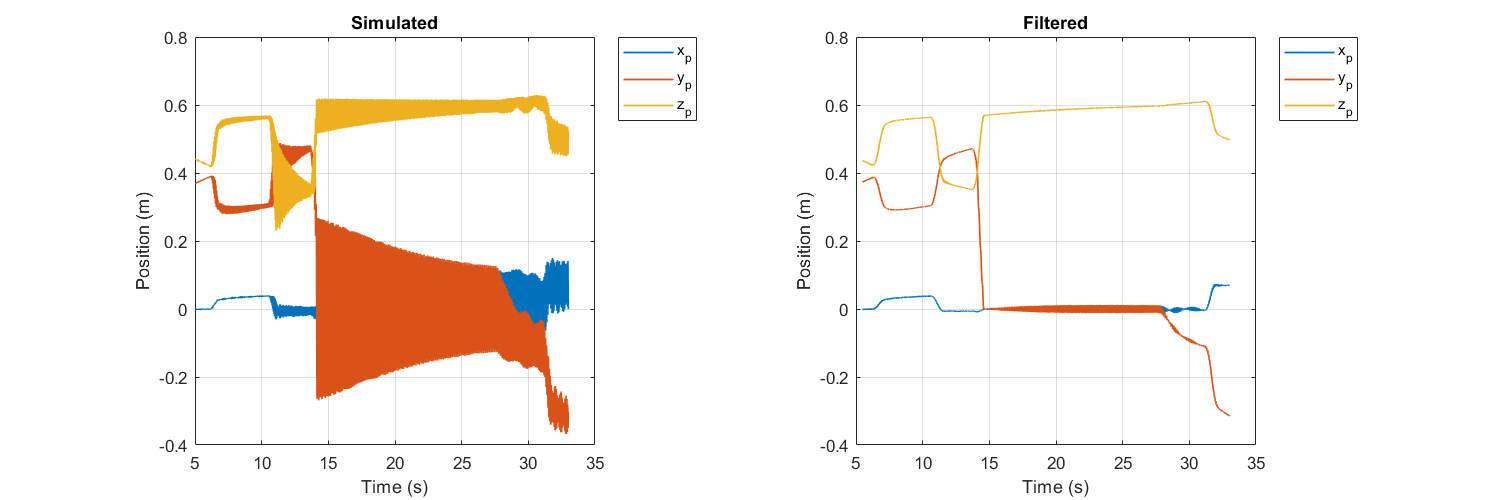 Simulated
0.8
0.6
0.4
0.2
0
-0.2
-0.4
Position (m)
5 10 15 20 25 30 35
Time (s)
x_p
y_p
z_p
Filtered
0.8
0.6
0.4
0.2
0
-0.2
-0.4
Position (m)
5 10 15 20 25 30 35
Time (s)
x_p
y_p
z_p